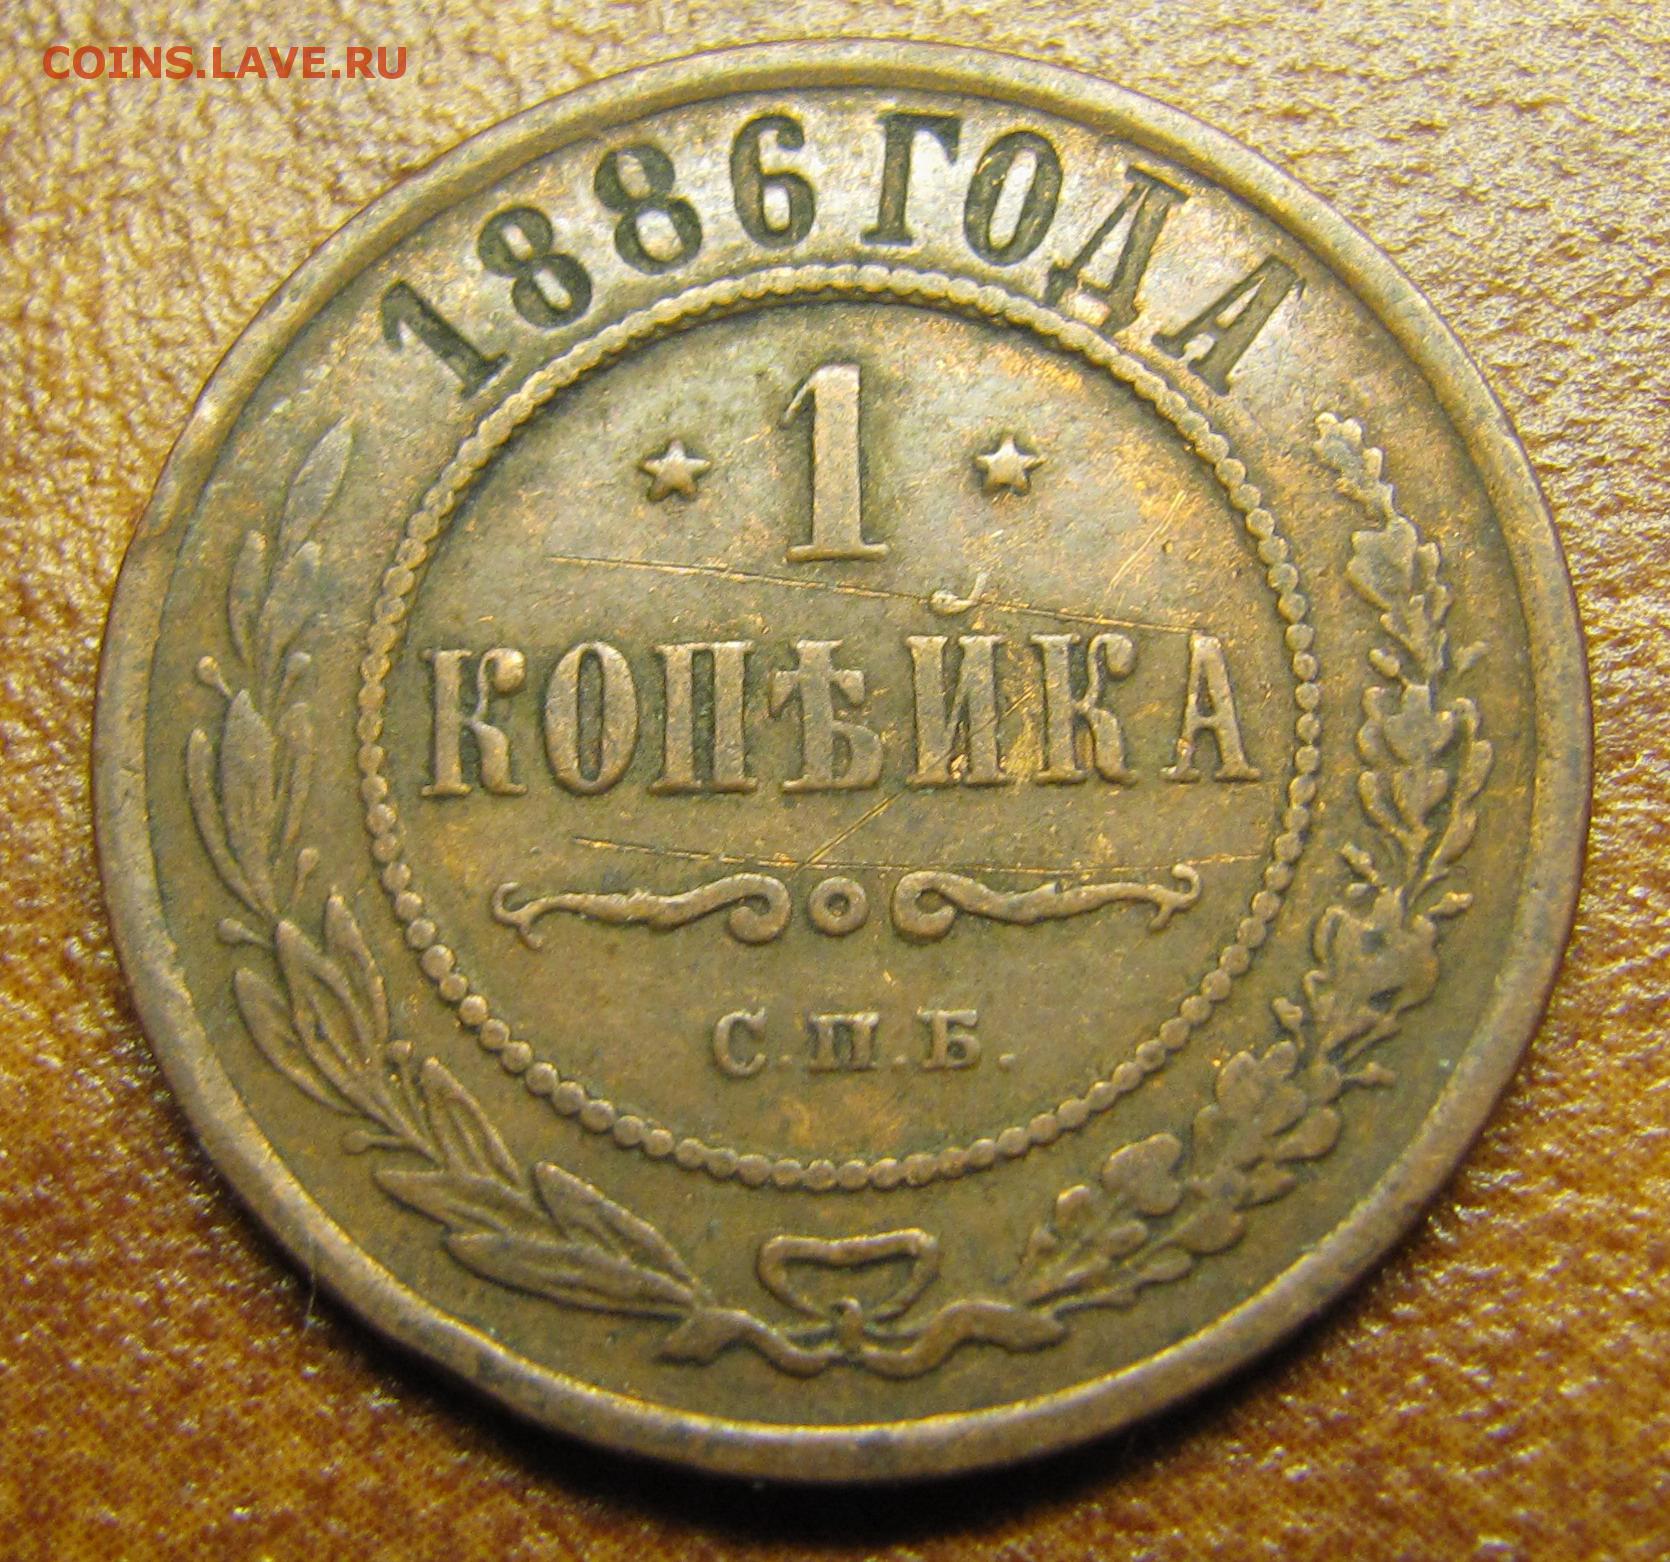 COINS.LAVE.RU
1886 ГОДА
1
КОПѢЙКА
С.П.Б.